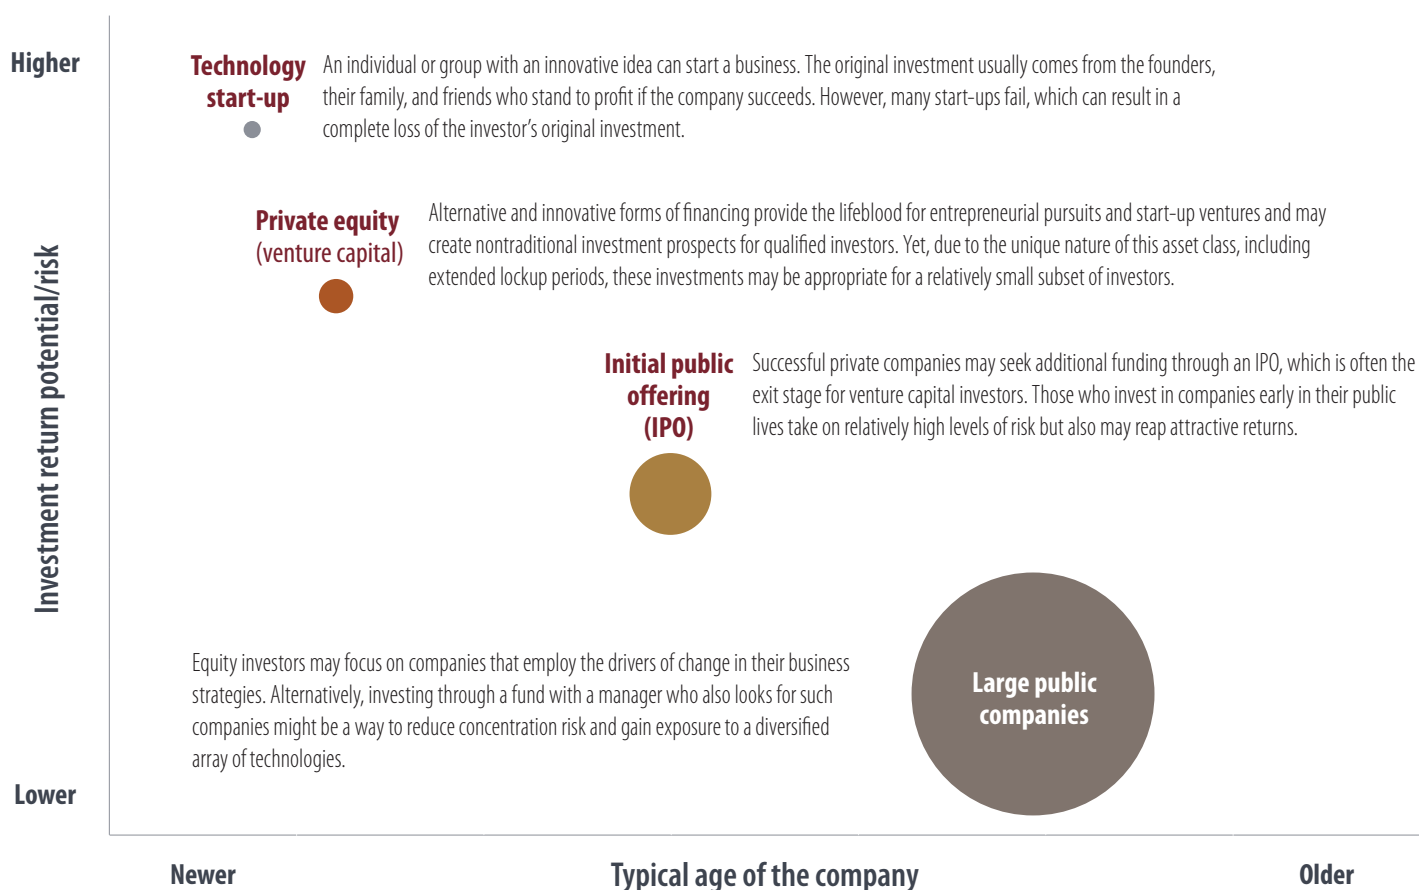 Higher
Technology
start-up
An individual or group with an innovative idea can start a business. The original investment usually comes from the founders,
their family, and friends who stand to profit if the company succeeds. However, many start-ups fail, which can result in a
complete loss of the investor’s original investment.
Private equity
(venture capital)
Alternative and innovative forms of financing provide the lifeblood for entrepreneurial pursuits and start-up ventures and may
create nontraditional investment prospects for qualified investors. Yet, due to the unique nature of this asset class, including
extended lockup periods, these investments may be appropriate for a relatively small subset of investors.
Investment return potential/risk
Initial public
offering
(IPO)
Successful private companies may seek additional funding through an IPO, which is often the
exit stage for venture capital investors. Those who invest in companies early in their public
lives take on relatively high levels of risk but also may reap attractive returns.
Equity investors may focus on companies that employ the drivers of change in their business
strategies. Alternatively, investing through a fund with a manager who also looks for such
companies might be a way to reduce concentration risk and gain exposure to a diversified
array of technologies.
Large public
companies
Lower
Newer
Typical age of the company
Older